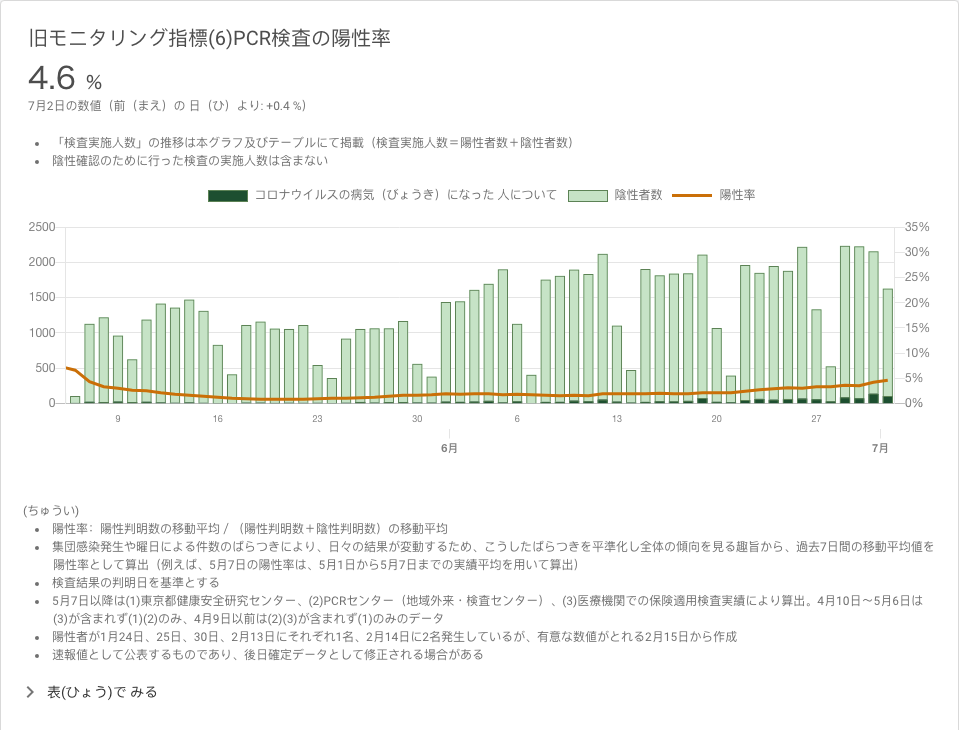 旧モニタリング指標(6)PCR検査の陽性率
4.6 %
7月2日の数値（前（まえ）の 日（ひ）より: +0.4 %）
「検査実施人数」の推移は本グラフ及びテーブルにて掲載（検査実施人数＝陽性者数＋陰性者数）
陰性確認のために行った検査の実施人数は含まない
コロナウイルスの病気（びょうき）になった 人について 陰性者数 陽性率
2500 35%
30%
2000
25%
1500 20%
15%
1000
10%
500
5%
0 0%
9 16 23 30 6 13 20 27
6月 7月
(ちゅうい)
陽性率：陽性判明数の移動平均 / （陽性判明数＋陰性判明数）の移動平均
集団感染発生や曜日による件数のばらつきにより、日々の結果が変動するため、こうしたばらつきを平準化し全体の傾向を見る趣旨から、過去7日間の移動平均値を
陽性率として算出（例えば、5月7日の陽性率は、5月1日から5月7日までの実績平均を用いて算出）
検査結果の判明日を基準とする
5月7日以降は(1)東京都健康安全研究センター、(2)PCRセンター（地域外来・検査センター）、(3)医療機関での保険適用検査実績により算出。4月10日～5月6日は
(3)が含まれず(1)(2)のみ、4月9日以前は(2)(3)が含まれず(1)のみのデータ
陽性者が1月24日、25日、30日、2月13日にそれぞれ1名、2月14日に2名発生しているが、有意な数値がとれる2月15日から作成
速報値として公表するものであり、後日確定データとして修正される場合がある
表(ひょう)で みる